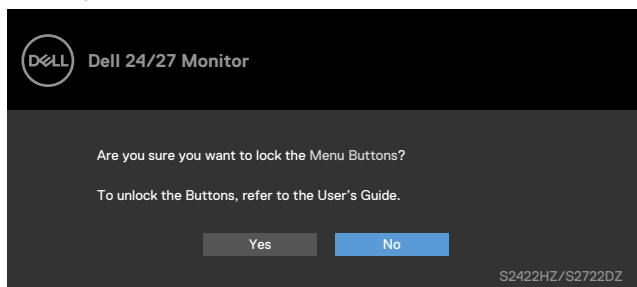 DELL
Dell 24/27 Monitor
Are you sure you want to lock the Menu Buttons?
To unlock the Buttons, refer to the User's Guide.
Yes No
S2422HZ/S2722DZ